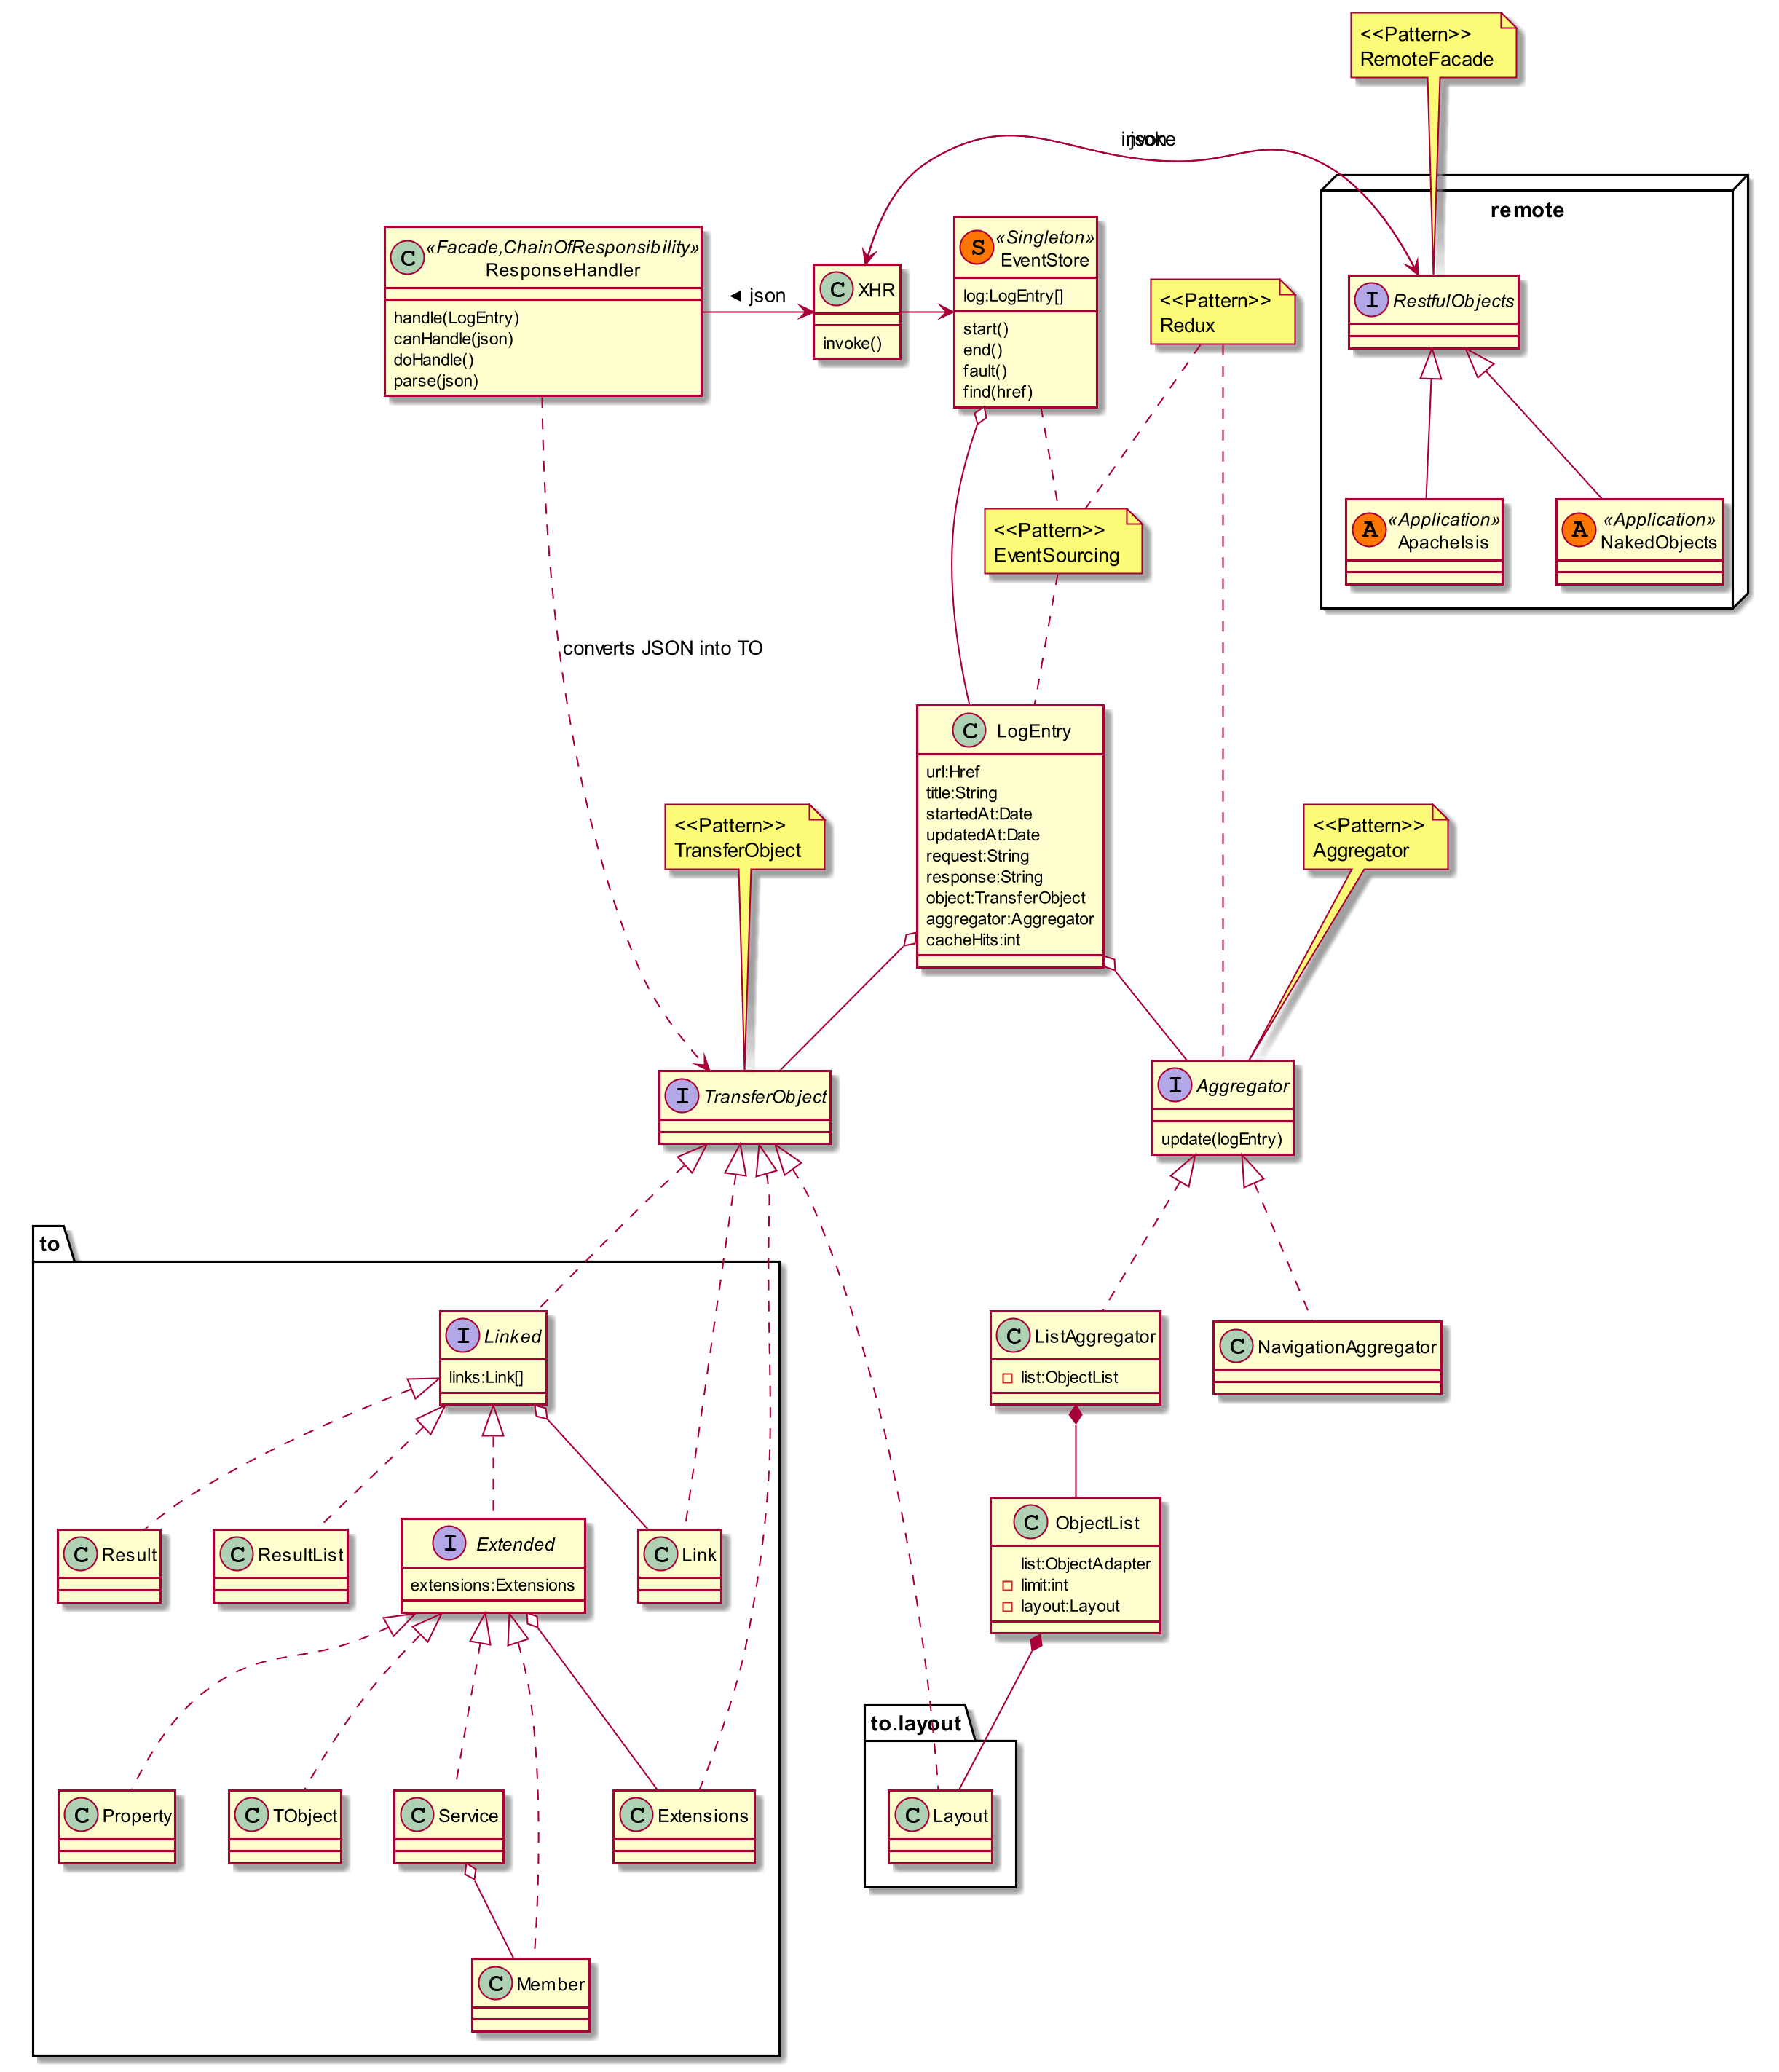 <<Pattern>>
RemoteFacade
invoke
json
remote
«Facade,ChainOfResponsibility»
C
ResponseHandler
handle(LogEntry)
canHandle(json)
doHandle()
parse(json)
◄ json
C XHR
invoke()
«Singleton»
S
EventStore
log:LogEntry[]
start()
end()
fault()
find(href)
<<Pattern>>
Redux
I RestfulObjects
<<Pattern>>
EventSourcing
«Application»
A
ApacheIsis
«Application»
A
NakedObjects
converts JSON into TO
C LogEntry
url:Href
title:String
startedAt:Date
updatedAt:Date
request:String
response:String
object:TransferObject
aggregator:Aggregator
cacheHits:int
<<Pattern>>
TransferObject
<<Pattern>>
Aggregator
I TransferObject
I Aggregator
update(logEntry)
to
I Linked
links:Link[]
C ListAggregator
list:ObjectList
C NavigationAggregator
C Result
C ResultList
I Extended
extensions:Extensions
C Link
C ObjectList
list:ObjectAdapter
limit:int
layout:Layout
to.layout
C Property
C TObject
C Service
C Extensions
C Layout
C Member